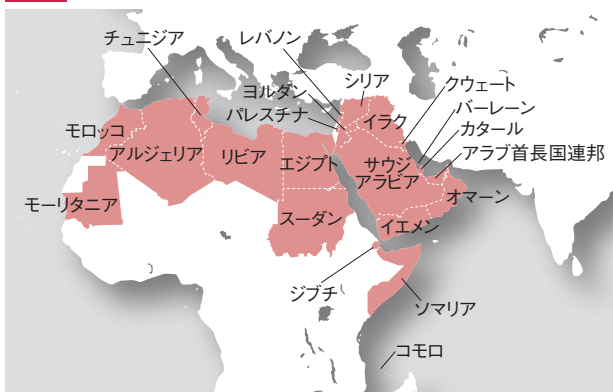 チュニジア
レバノン
シリア
ヨルダン
クウェート
パレスチナ
イラク
バーレーン
モロッコ
カタール
アルジェリア
リビア
エジプト
サウジ
アラビア
アラブ首長国連邦
モーリタニア
オマーン
スーダン
イエメン
ジブチ
ソマリア
コモロ